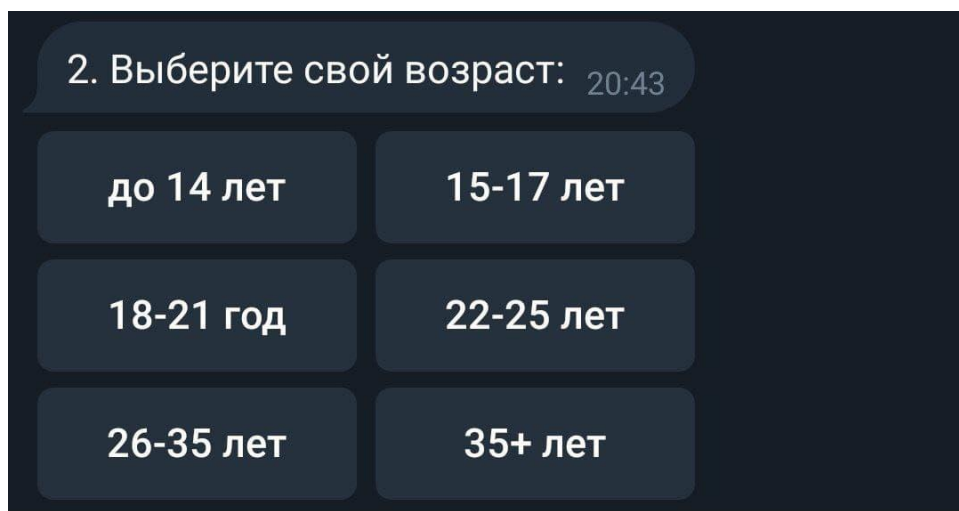 2. Выберите свой возраст: 20:43
до 14 лет
15-17 лет
18-21 год
22-25 лет
26-35 лет
35+ лет